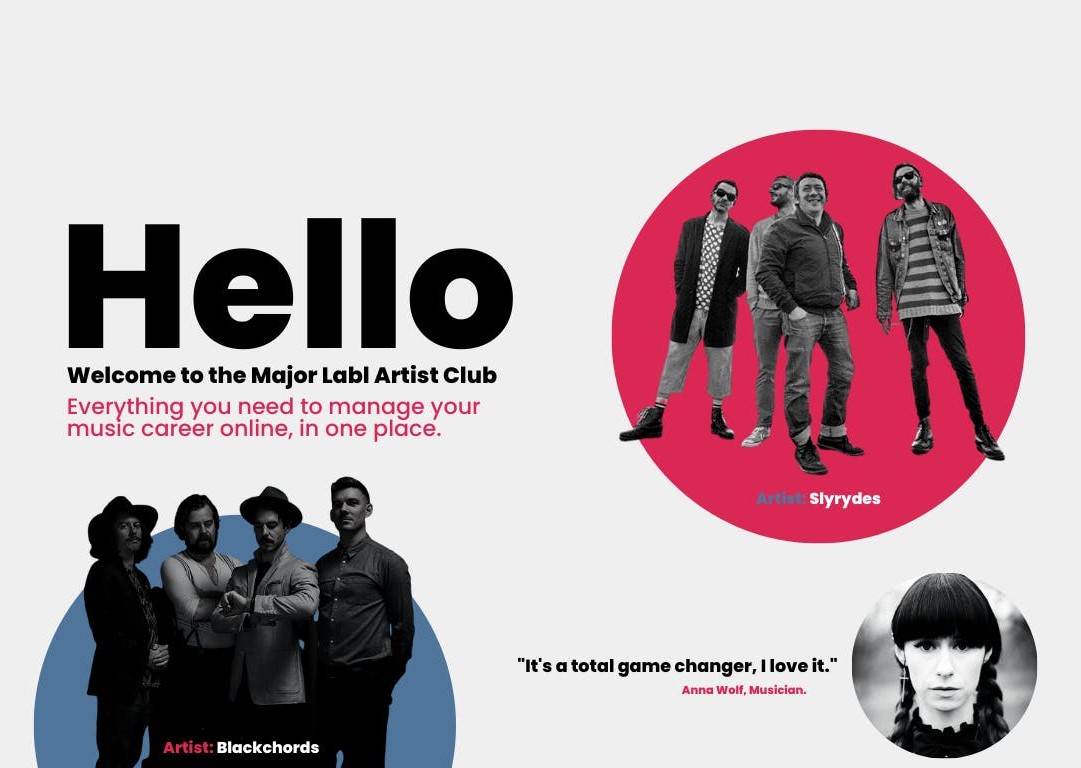 Hello
Welcome to the Major Labl Artist Club
Everything you need to manage your
music career online, in one place.
Artist: Slyrydes
"It's a total game changer, I love it."
Anna Wolf, Musician.
Artist: Blackchords